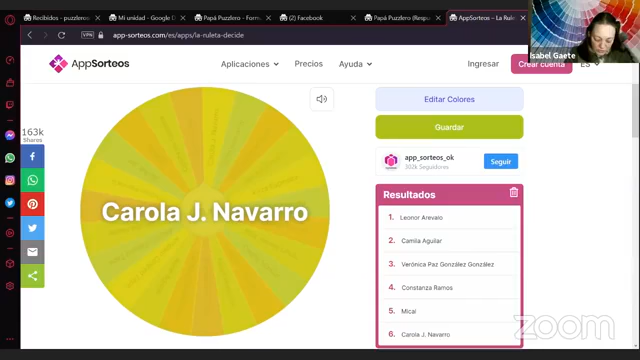 Recibidos - puzzleros
Mi unidad - Google D
Papá Puzzlero - Form
(2) Facebook
Papá Puzzlero (Respu
AppSorteos – La Rule
VPN
app-sorteos.com/es/apps/la-ruleta-decide
Isabel Gaete
AppSorteos
Aplicaciones
Precios
Ayuda
Ingresar
Crear cuenta
ES
163k
Shares
Editar Colores
Guardar
app_sorteos_ok
302k Seguidores
Seguir
Carola J. Navarro
Resultados
1. Leonor Arevalo
2. Camila Aguilar
3. Verónica Paz González González
4. Constanza Ramos
5. Mical
6. Carola J. Navarro
zoom